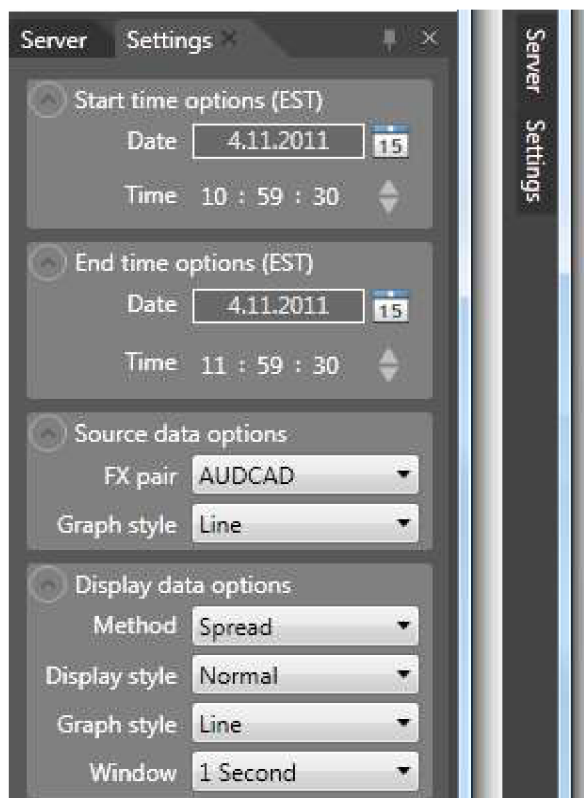 Server Settings
Start time options (EST)
Date 4.11.2011 15
Time 10 : 59 : 30
End time options (EST)
Date 4.11.2011 15
Time 11 : 59 : 30
Source data options
FX pair AUDCAD
Graph style Line
Display data options
Method Spread
Display style Normal
Graph style Line
Window 1 Second
Server Settings